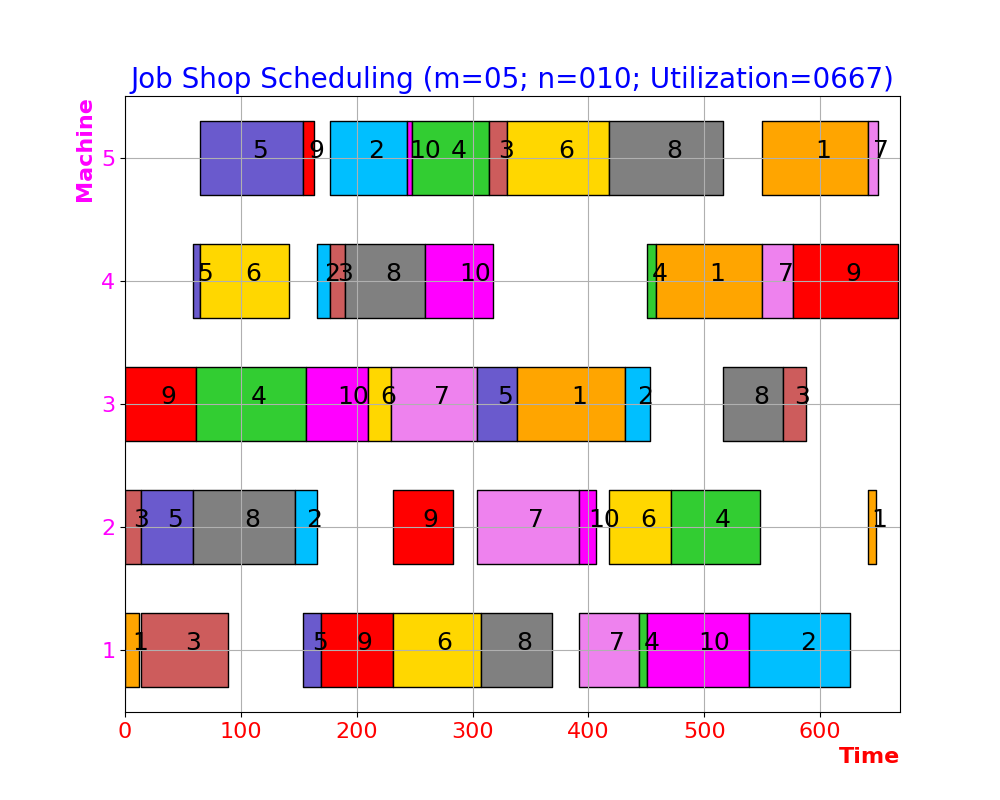 Job Shop Scheduling (m=05; n=010; Utilization=0667)
Machine
5
5 9 2 10 4 3 6 8 1 7
4
5 6 2 3 8 10 4 1 7 9
3
9 4 10 6 7 5 1 2 8 3
2
3 5 8 2 9 7 10 6 4 1
1
1 3 5 9 6 8 7 4 10 2
0 100 200 300 400 500 600
Time